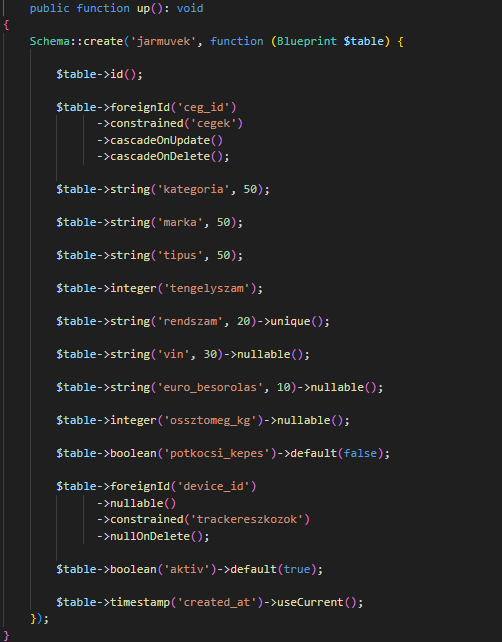 public function up(): void
{
Schema::create('jarmuvek', function (Blueprint $table) {
$table->id();
$table->foreignId('ceg_id')
->constrained('cegek')
->cascadeOnUpdate()
->cascadeOnDelete();
$table->string('kategoria', 50);
$table->string('marka', 50);
$table->string('tipus', 50);
$table->integer('tengelyszam');
$table->string('rendszam', 20)->unique();
$table->string('vin', 30)->nullable();
$table->string('euro_besorolas', 10)->nullable();
$table->integer('ossztomeg_kg')->nullable();
$table->boolean('potkocsi_kepes')->default(false);
$table->foreignId('device_id')
->nullable()
->constrained('trackereszkozok')
->nullOnDelete();
$table->boolean('aktiv')->default(true);
$table->timestamp('created_at')->useCurrent();
});
}